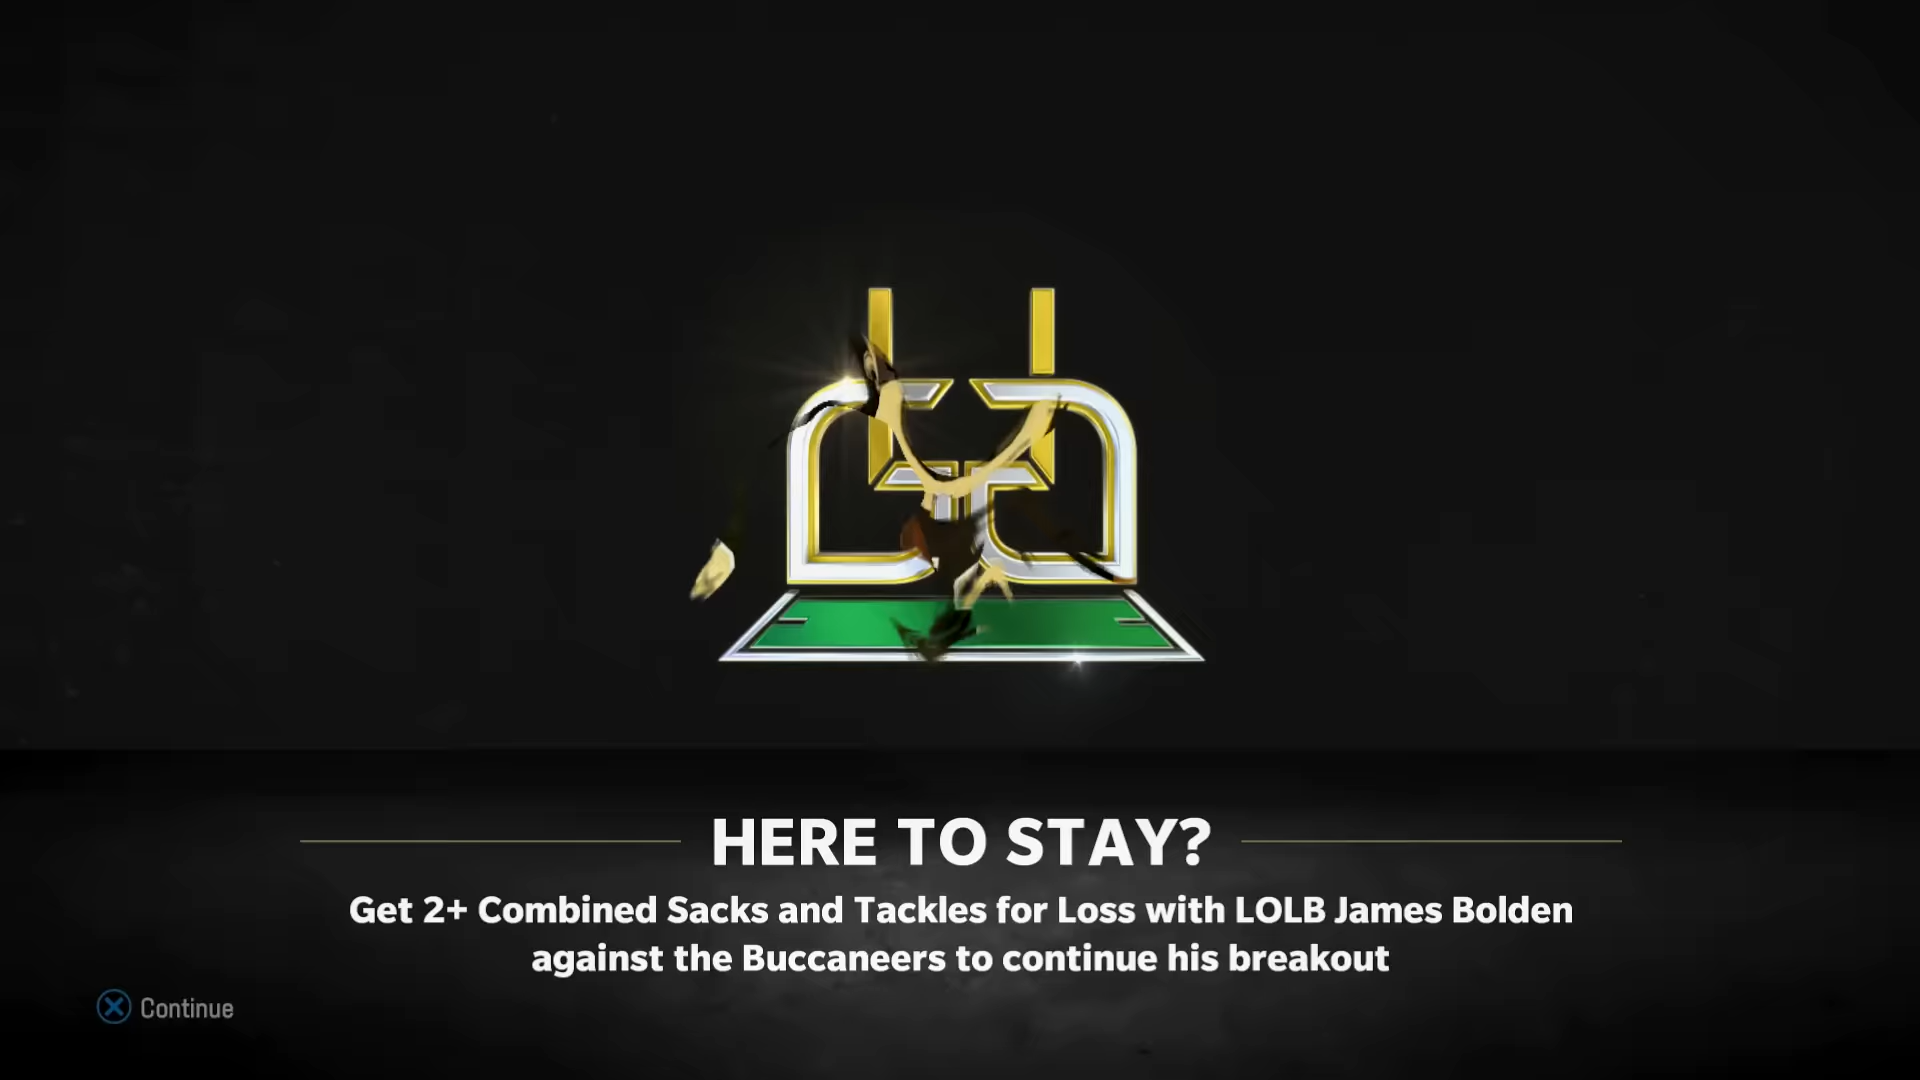 HERE TO STAY?
Get 2+ Combined Sacks and Tackles for Loss with LOLB James Bolden
against the Buccaneers to continue his breakout
Continue